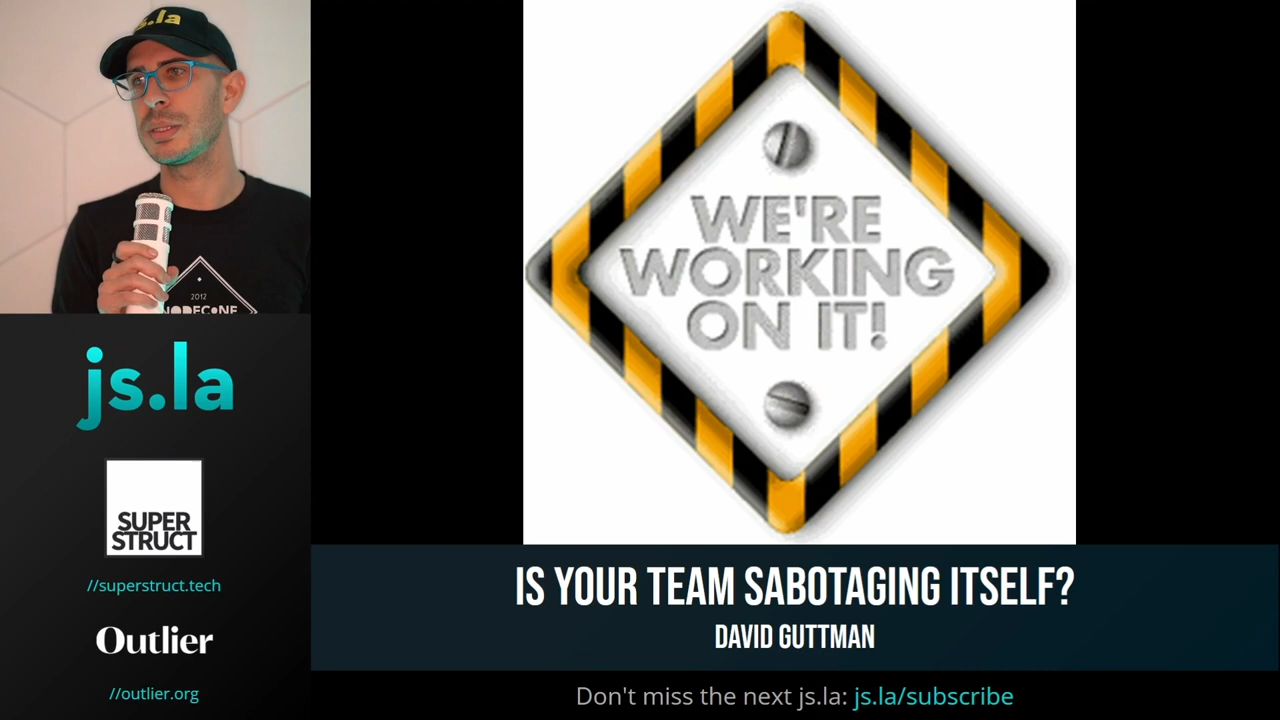 js.la
2012
NODECONF
js.la
SUPER
STRUCT
//superstruct.tech
Outlier
//outlier.org
WE'RE
WORKING
ON IT!
IS YOUR TEAM SABOTAGING ITSELF?
DAVID GUTTMAN
Don't miss the next js.la: js.la/subscribe